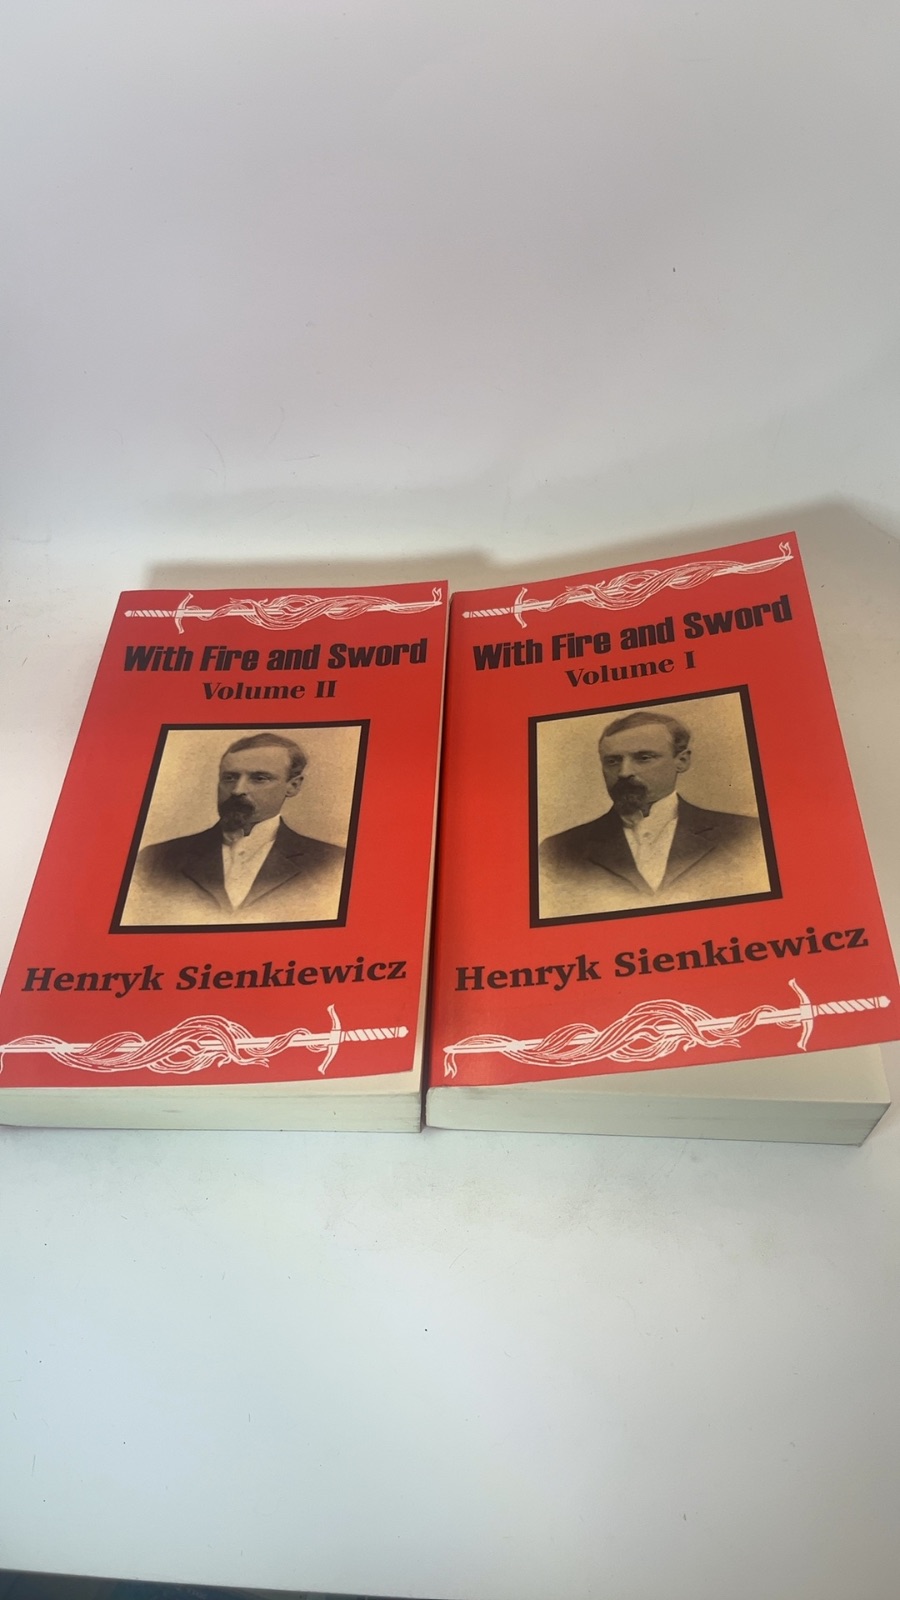 With Fire and Sword
Volume II
Henryk Sienkiewicz
With Fire and Sword
Volume I
Henryk Sienkiewicz